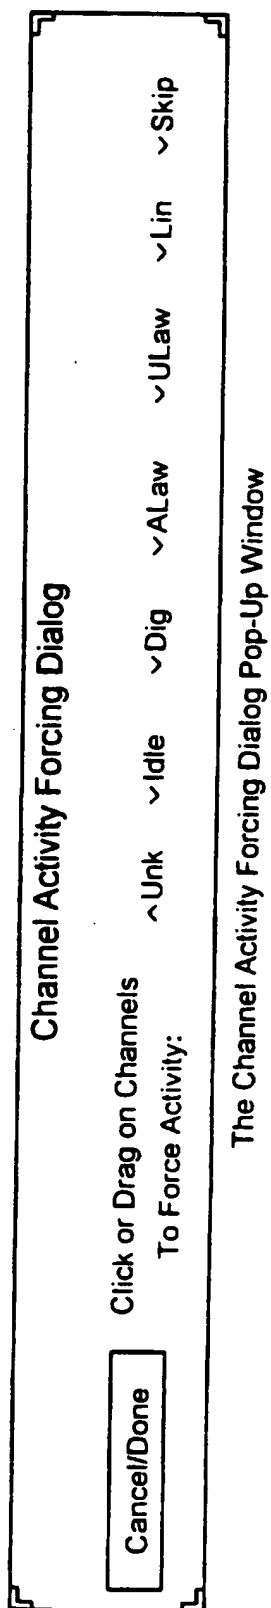 Channel Activity Forcing Dialog
Click or Drag on Channels
To Force Activity:
Cancel/Done
^Unk ˅Idle ˅Dig ˅ALaw ˅ULaw ˅Lin ˅Skip
The Channel Activity Forcing Dialog Pop-Up Window